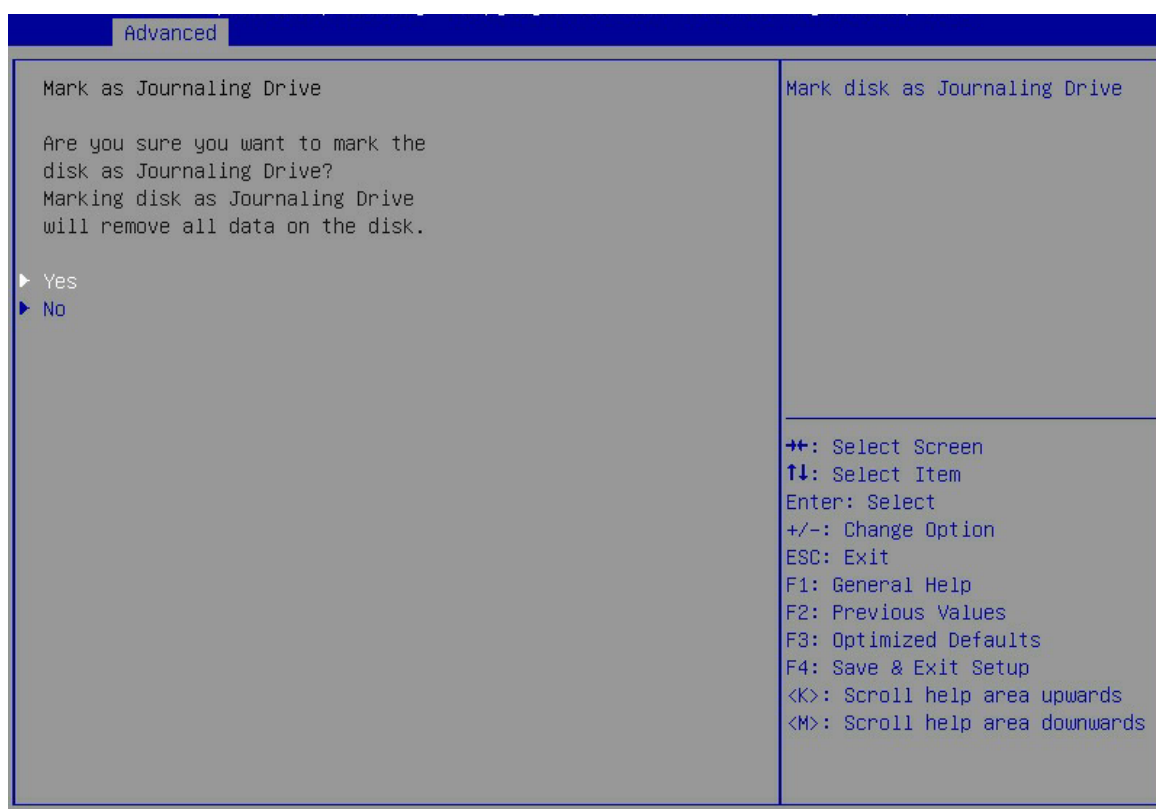 Advanced
Mark as Journaling Drive
Are you sure you want to mark the
disk as Journaling Drive?
Marking disk as Journaling Drive
will remove all data on the disk.
Yes
No
Mark disk as Journaling Drive
→←: Select Screen
↑↓: Select Item
Enter: Select
+/-: Change Option
ESC: Exit
F1: General Help
F2: Previous Values
F3: Optimized Defaults
F4: Save & Exit Setup
<K>: Scroll help area upwards
<M>: Scroll help area downwards